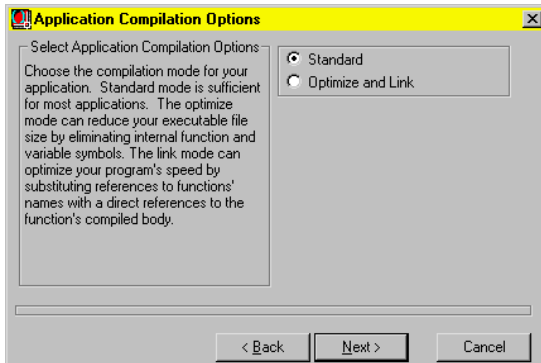 Application Compilation Options
Select Application Compilation Options
Choose the compilation mode for your
application. Standard mode is sufficient
for most applications. The optimize
mode can reduce your executable file
size by eliminating internal function and
variable symbols. The link mode can
optimize your program's speed by
substituting references to functions'
names with a direct references to the
function's compiled body.
Standard
Optimize and Link
< Back
Next >
Cancel